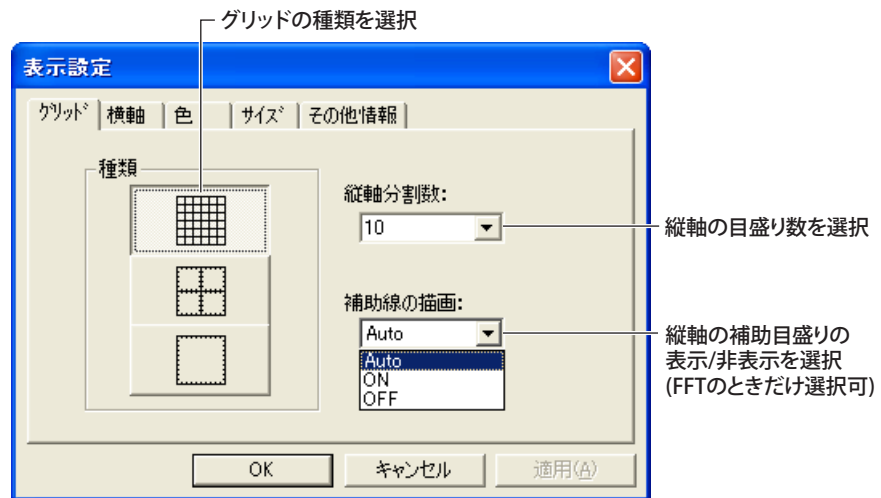 グリッドの種類を選択
表示設定
グリッド 横軸 色 サイズ その他情報
種類
縦軸分割数:
10
縦軸の目盛り数を選択
補助線の描画:
Auto
縦軸の補助目盛りの
表示/非表示を選択
(FFTのときだけ選択可)
Auto
ON
OFF
OK キャンセル 適用(A)